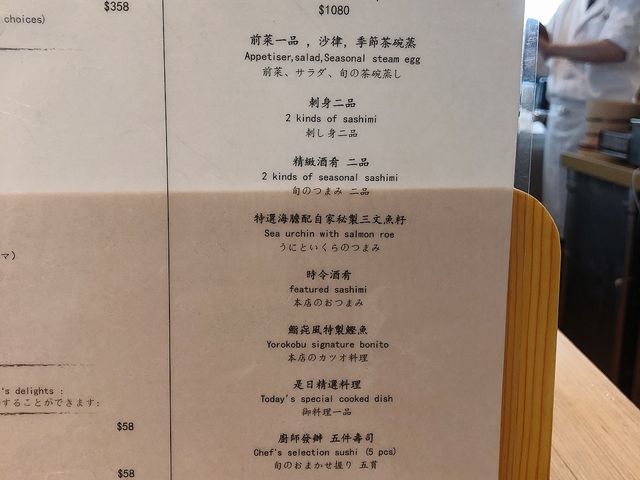 $358
choices)
マ)
's delights :
することができます:
$58
$58
$1080
前菜一品 , 沙律, 季節茶碗蒸
Appetiser,salad,Seasonal steam egg
前菜、サラダ、旬の茶碗蒸し
刺身二品
2 kinds of sashimi
刺し身二品
精緻酒肴 二品
2 kinds of seasonal sashimi
旬のつまみ 二品
特選海膽配自家秘製三文魚籽
Sea urchin with salmon roe
うにといくらのつまみ
時令酒肴
featured sashimi
本店のおつまみ
鮨㐂風特製鰹魚
Yorokobu signature bonito
本店のカツオ料理
是日精選料理
Today's special cooked dish
御料理一品
廚師發辦 五件壽司
Chef's selection sushi (5 pcs)
旬のおまかせ握り 五貫